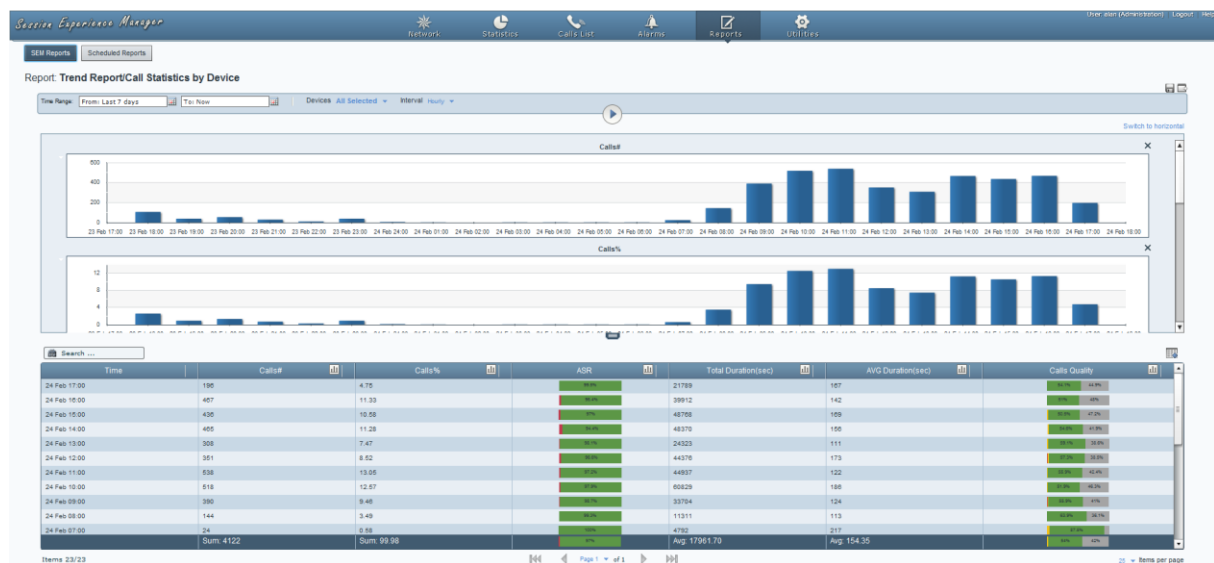 Session Experience Manager
Network Statistics Calls List Alarms Reports Utilities
User: alan (Administration) Logout Help
SEM Reports Scheduled Reports
Report: Trend Report/Call Statistics by Device
Time Range: From: Last 7 days To: Now Devices All Selected Interval Hourly
Switch to horizontal
Calls#
600
400
200
0
23 Feb 17:00 23 Feb 18:00 23 Feb 19:00 23 Feb 20:00 23 Feb 21:00 23 Feb 22:00 23 Feb 23:00 24 Feb 24:00 24 Feb 01:00 24 Feb 02:00 24 Feb 03:00 24 Feb 04:00 24 Feb 05:00 24 Feb 06:00 24 Feb 07:00 24 Feb 08:00 24 Feb 09:00 24 Feb 10:00 24 Feb 11:00 24 Feb 12:00 24 Feb 13:00 24 Feb 14:00 24 Feb 15:00 24 Feb 16:00 24 Feb 17:00 24 Feb 18:00
Calls%
12
8
4
0
Search ...
Time Calls# Calls% ASR Total Duration(sec) AVG Duration(sec) Calls Quality
24 Feb 17:00 196 4.75 21789 167
24 Feb 16:00 467 11.33 39912 142
24 Feb 15:00 436 10.58 97% 48768 169 47.2%
24 Feb 14:00 465 11.28 48370 156
24 Feb 13:00 308 7.47 24323 111
24 Feb 12:00 351 8.52 44376 173
24 Feb 11:00 538 13.05 44937 122 42.4%
24 Feb 10:00 518 12.57 60829 186
24 Feb 09:00 390 9.46 33704 124 41%
24 Feb 08:00 144 3.49 11311 113
24 Feb 07:00 24 0.58 100% 4792 217
Sum: 4122 Sum: 99.98 97% Avg: 17961.70 Avg: 154.35 42%
Items 23/23 Page 1 of 1 25 Items per page